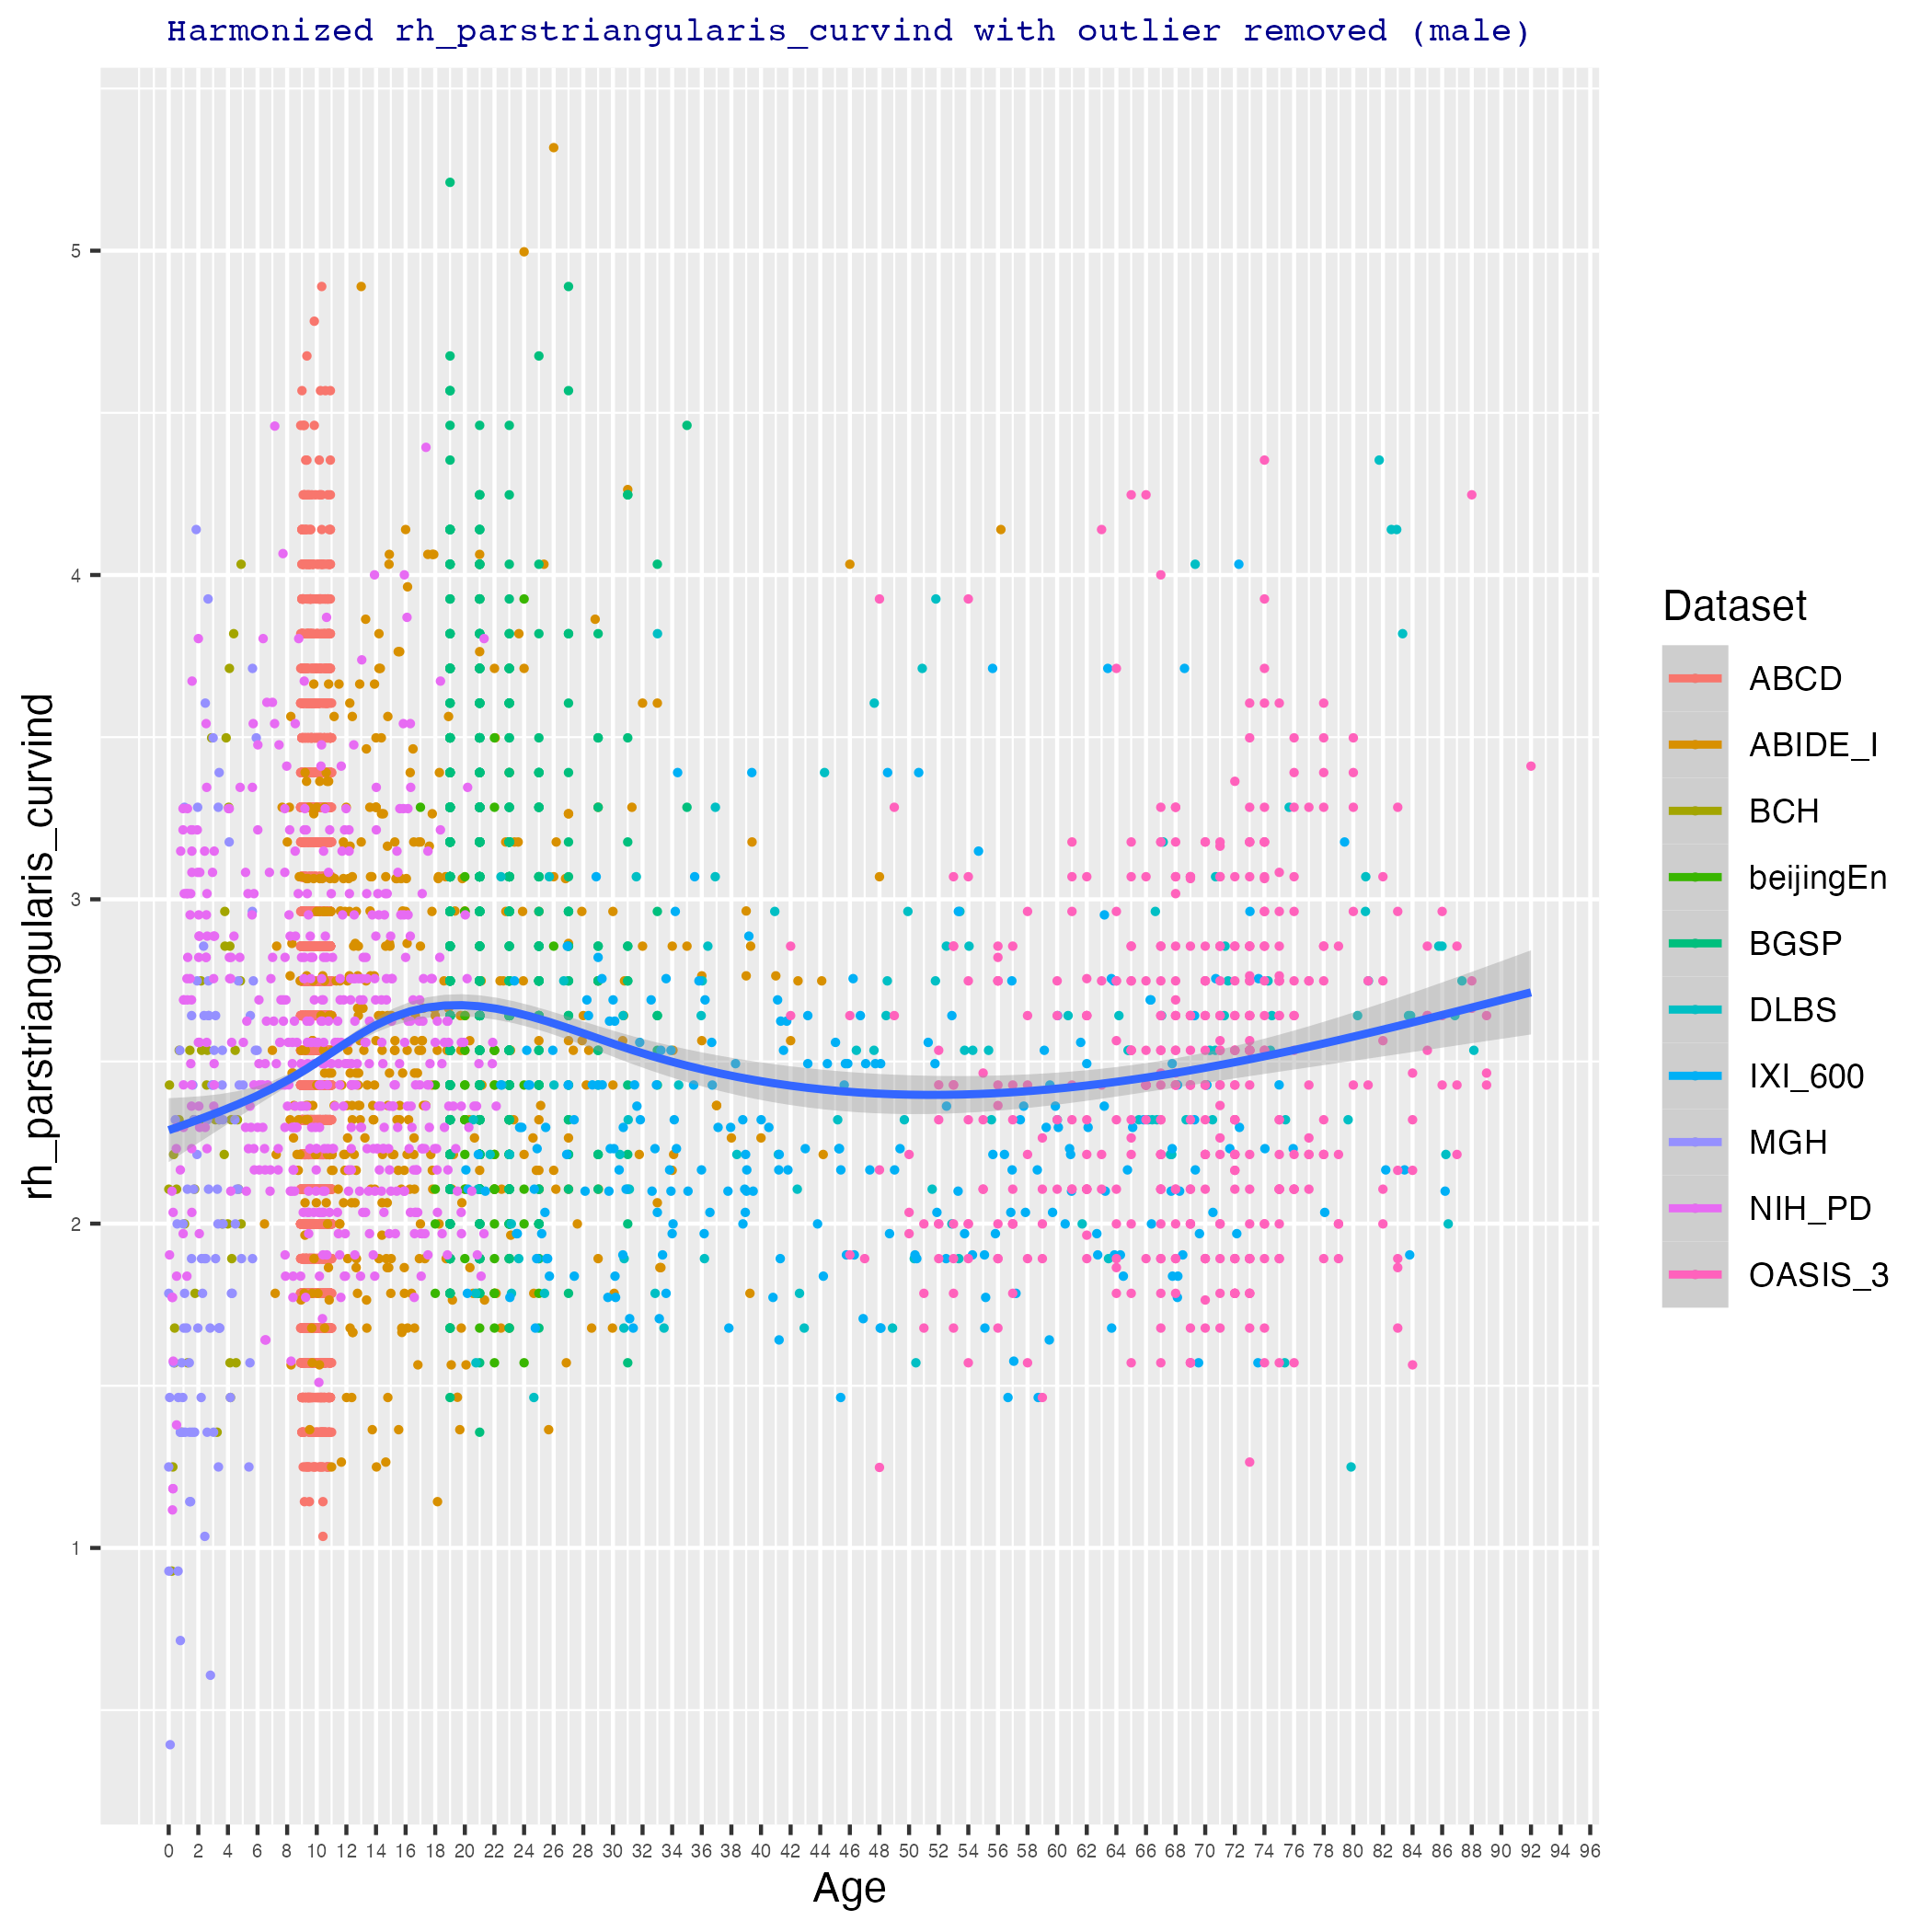 Harmonized rh_parstriangularis_curvind with outlier removed (male)
rh_parstriangularis_curvind
5
4
3
2
1
0 2 4 6 8 10 12 14 16 18 20 22 24 26 28 30 32 34 36 38 40 42 44 46 48 50 52 54 56 58 60 62 64 66 68 70 72 74 76 78 80 82 84 86 88 90 92 94 96
Age
Dataset
ABCD
ABIDE_I
BCH
beijingEn
BGSP
DLBS
IXI_600
MGH
NIH_PD
OASIS_3